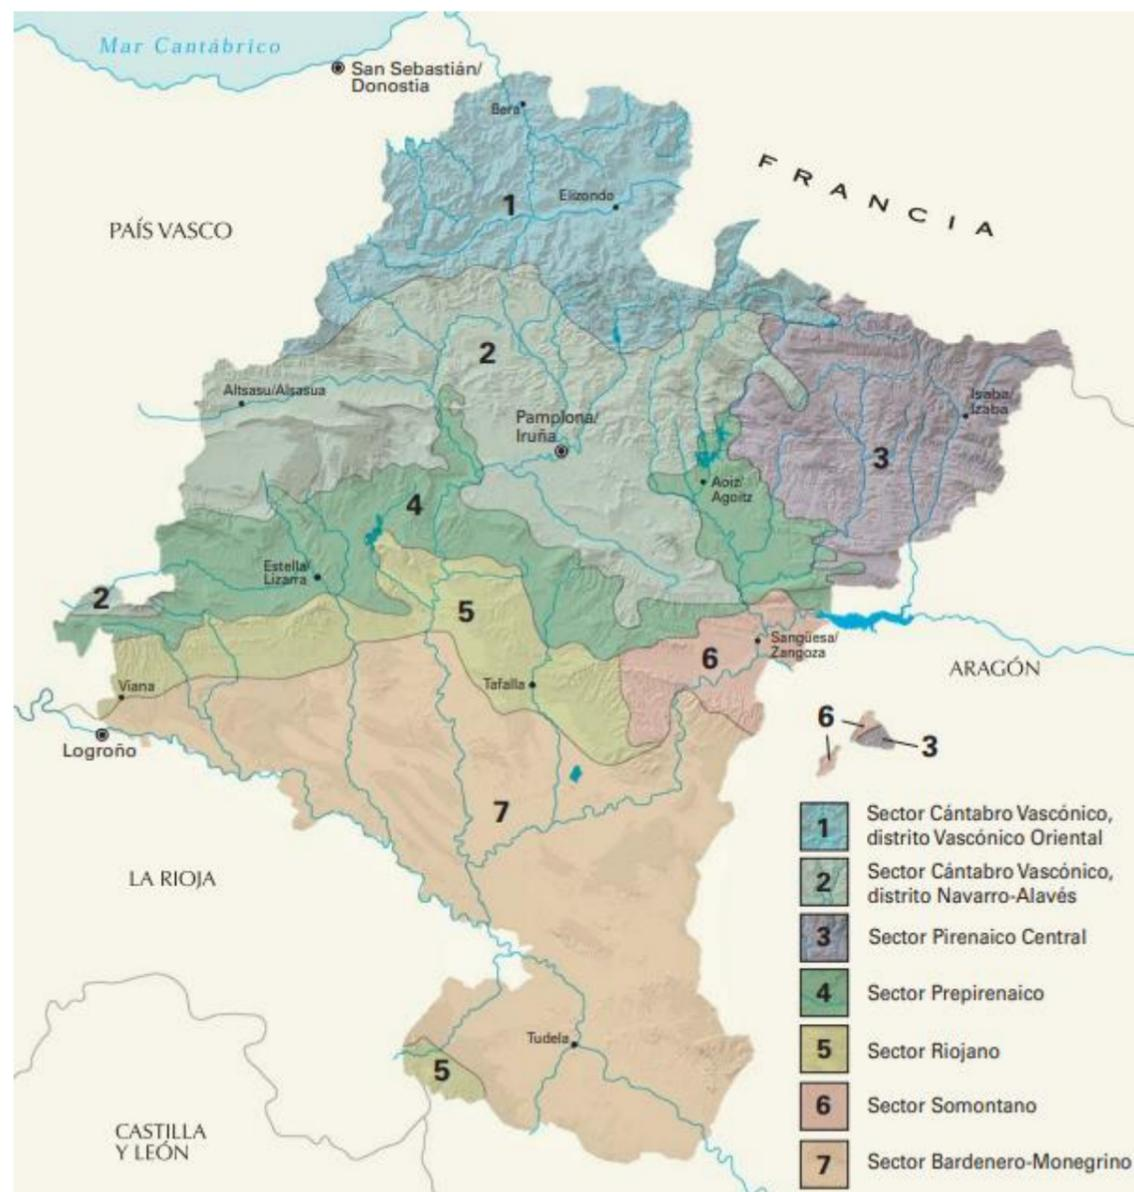 Mar Cantábrico
San Sebastián/
Donostia
Bera
FRANCIA
1
Elizondo
PAÍS VASCO
2
Altsasu/Alsasua
Isaba/
Izaba
Pamplona/
Iruña
3
4
Aoiz/
Agoitz
Estella/
Lizarra
2
5
Sangüesa/
Zangoza
6
ARAGÓN
Viana
Tafalla
Logroño
6
3
7
LA RIOJA
Tudela
5
CASTILLA
Y LEÓN
1 Sector Cántabro Vascónico,
distrito Vascónico Oriental
2 Sector Cántabro Vascónico,
distrito Navarro-Alavés
3 Sector Pirenaico Central
4 Sector Prepirenaico
5 Sector Riojano
6 Sector Somontano
7 Sector Bardenero-Monegrino